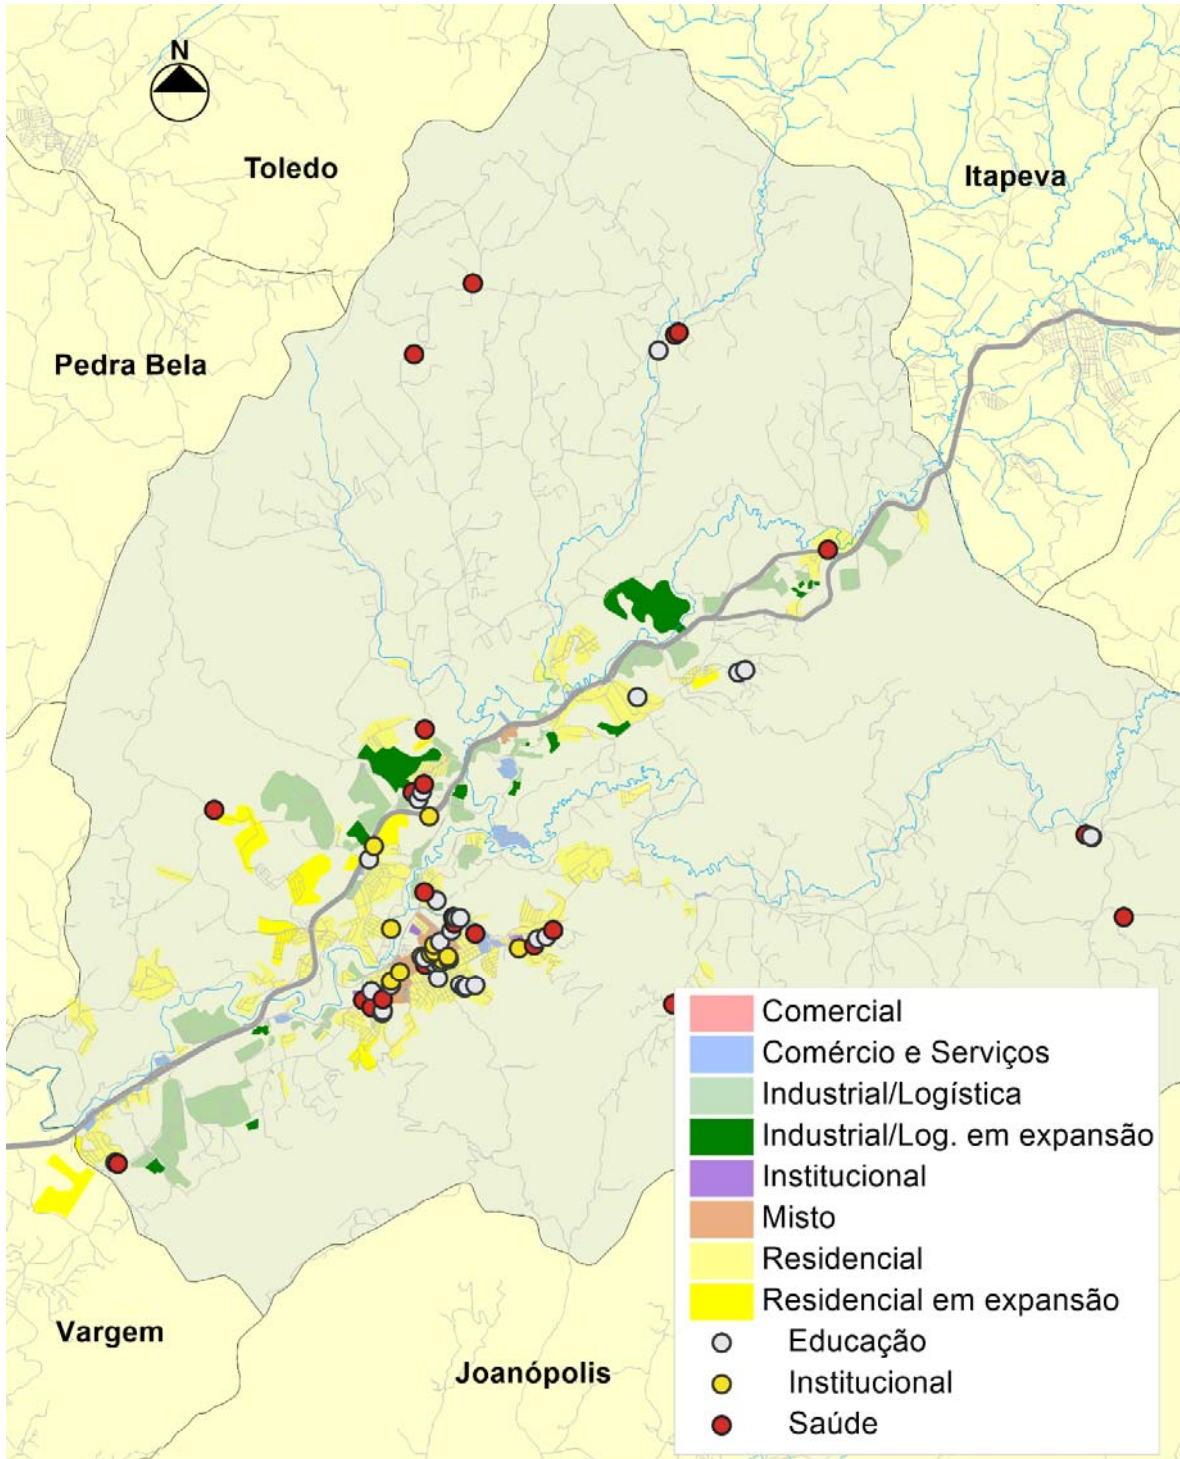 N
Toledo
Itapeva
Pedra Bela
Comercial
Comércio e Serviços
Industrial/Logística
Industrial/Log. em expansão
Institucional
Misto
Residencial
Residencial em expansão
Educação
Institucional
Saúde
Vargem
Joanópolis